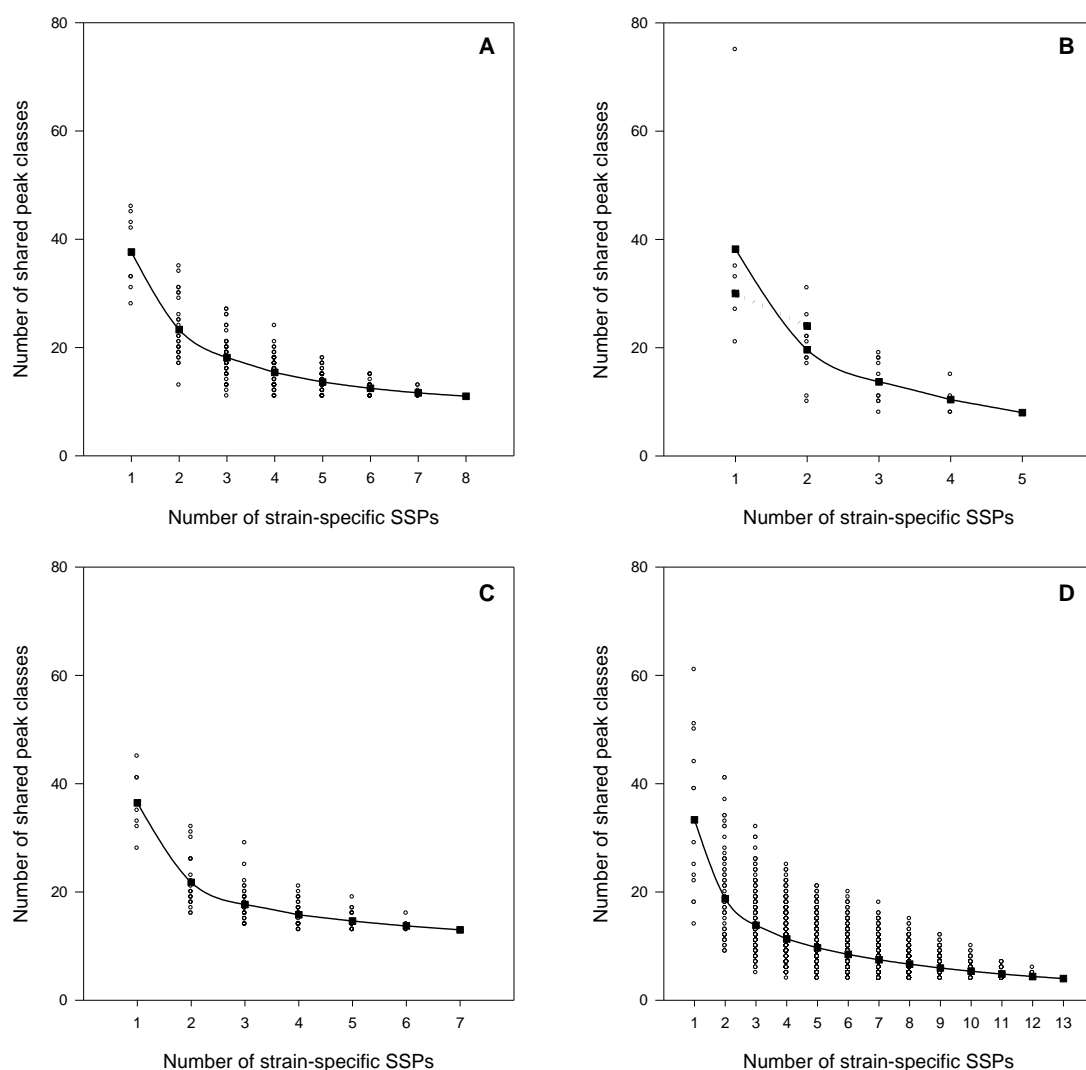 A
Number of shared peak classes
80
60
40
20
0
1 2 3 4 5 6 7 8
Number of strain-specific SSPs
B
Number of shared peak classes
80
60
40
20
0
1 2 3 4 5
Number of strain-specific SSPs
C
Number of shared peak classes
80
60
40
20
0
1 2 3 4 5 6 7
Number of strain-specific SSPs
D
Number of shared peak classes
80
60
40
20
0
1 2 3 4 5 6 7 8 9 10 11 12 13
Number of strain-specific SSPs